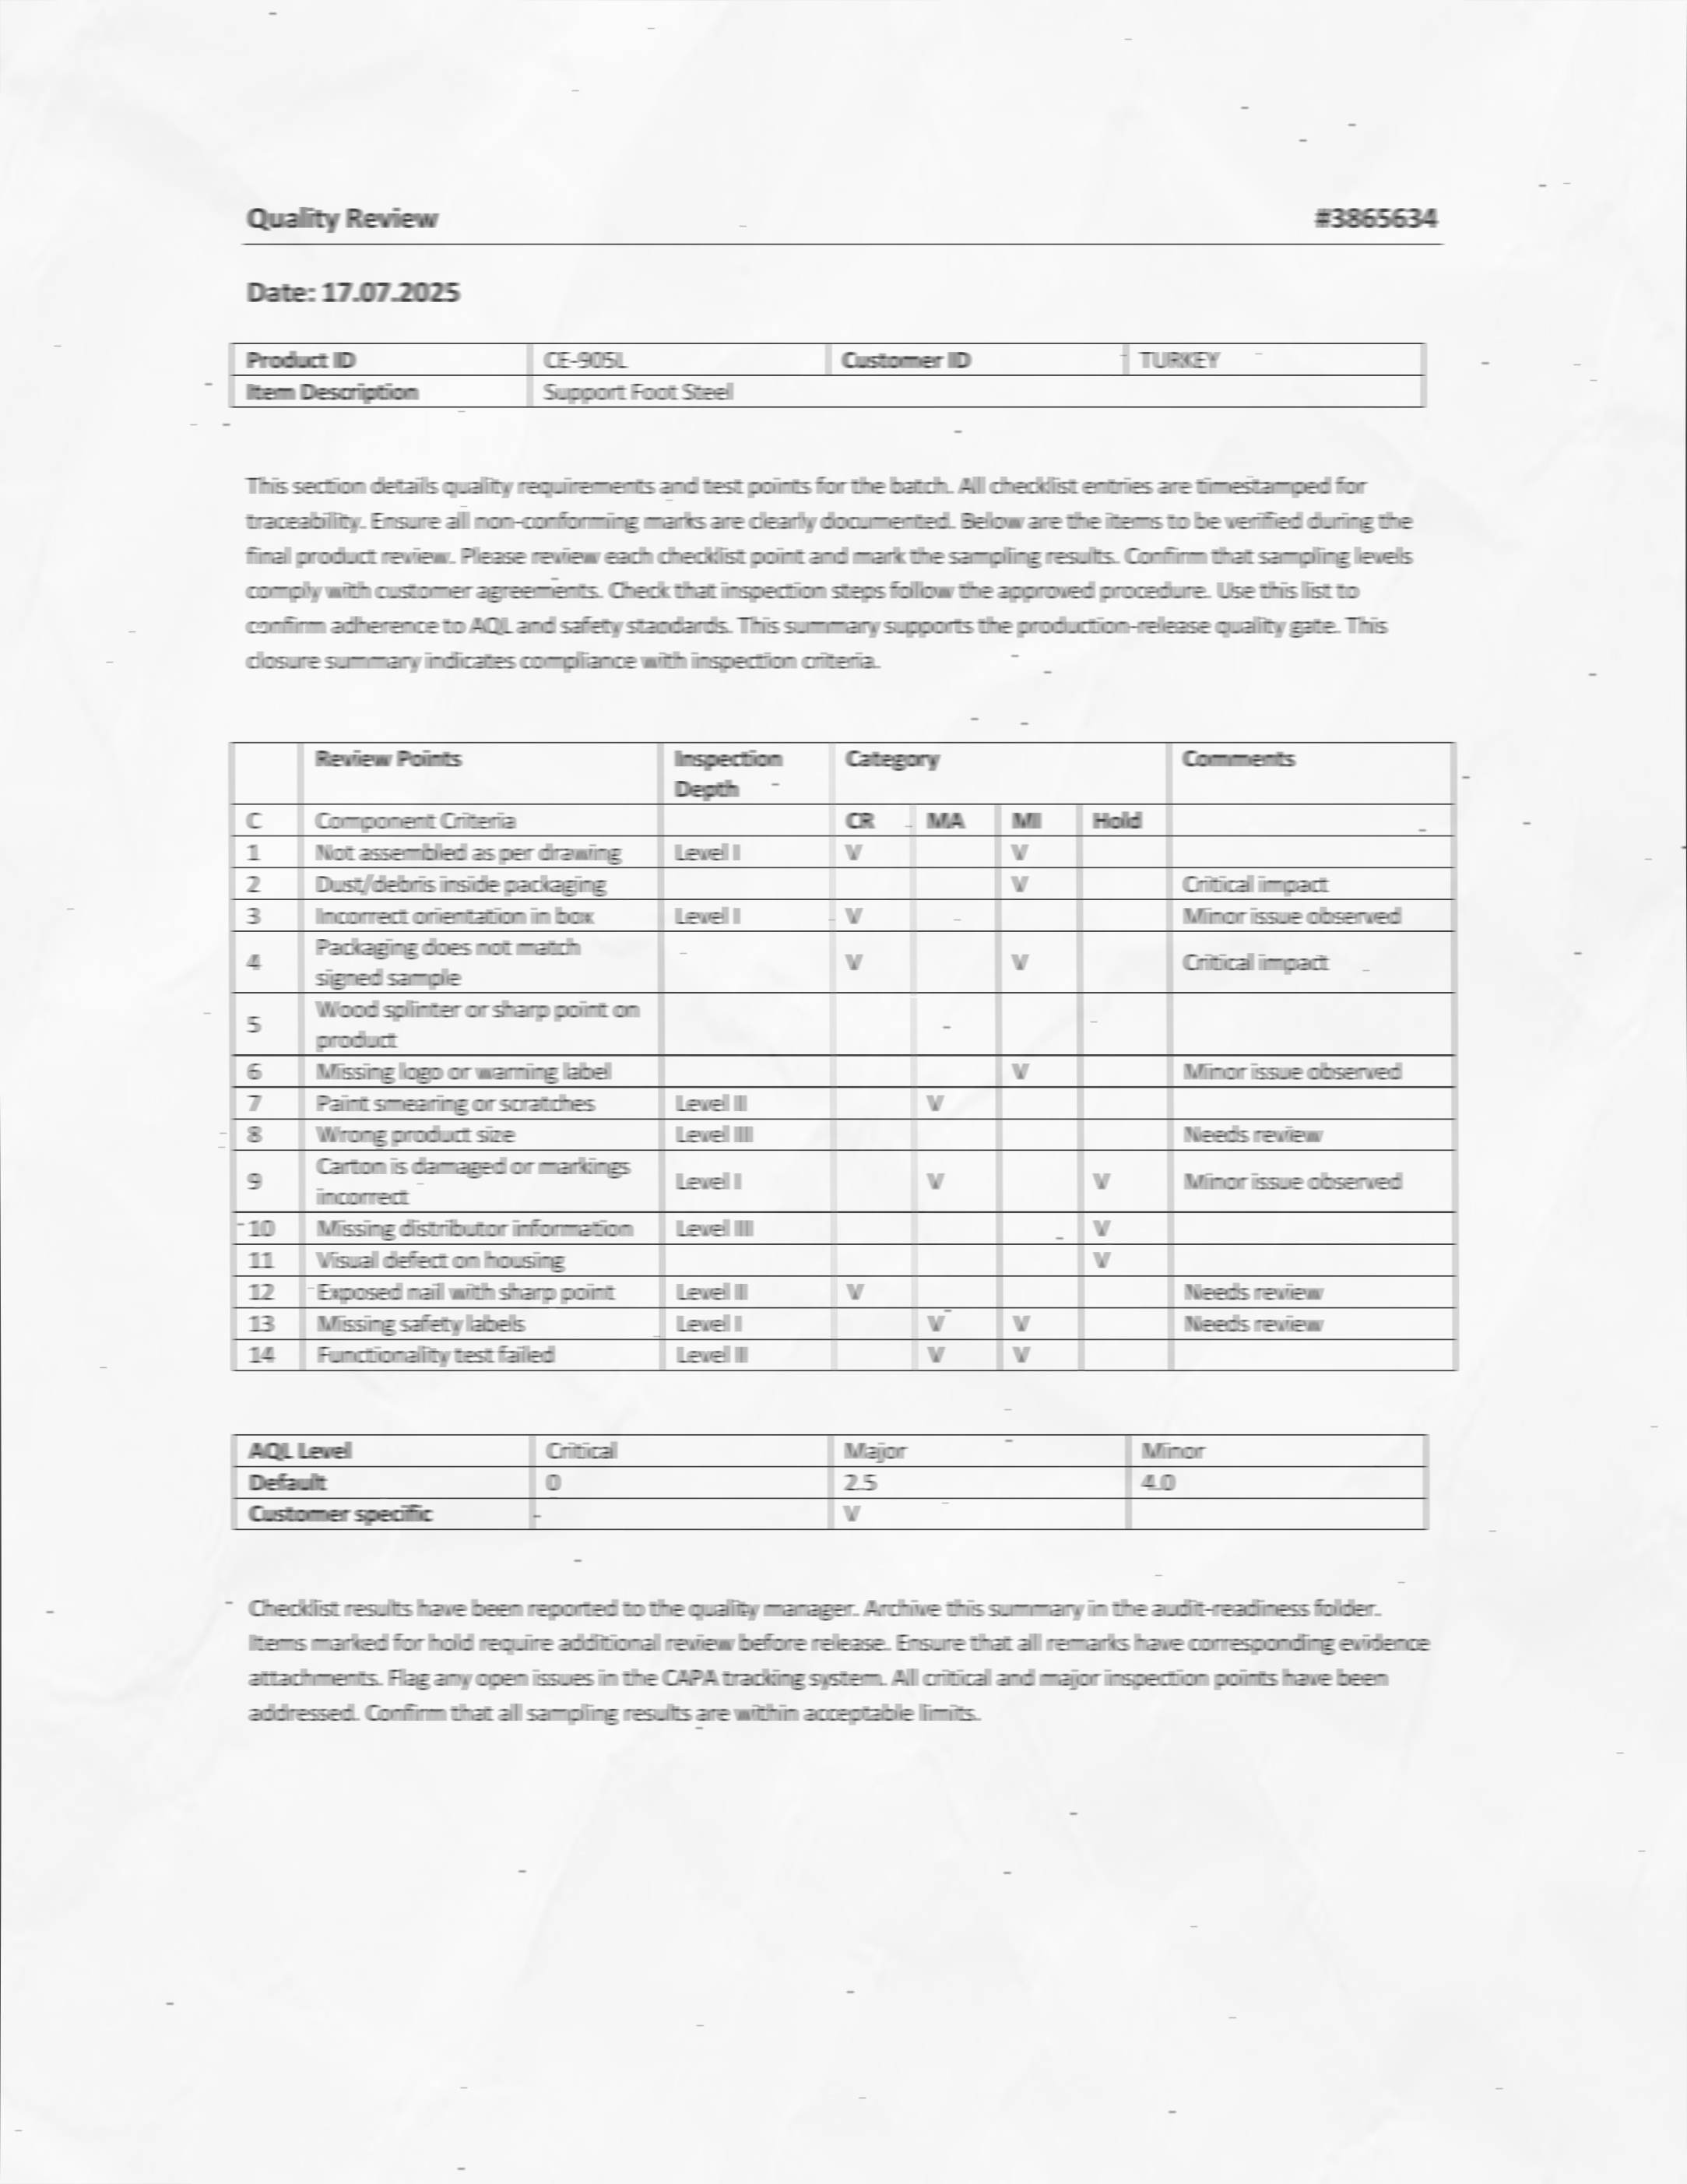 Quality Review #3865634
Date: 17.07.2025
Product ID CE-905L Customer ID TURKEY
Item Description Support Foot Steel
This section details quality requirements and test points for the batch. All checklist entries are timestamped for
traceability. Ensure all non-conforming marks are clearly documented. Below are the items to be verified during the
final product review. Please review each checklist point and mark the sampling results. Confirm that sampling levels
comply with customer agreements. Check that inspection steps follow the approved procedure. Use this list to
confirm adherence to AQL and safety standards. This summary supports the production-release quality gate. This
closure summary indicates compliance with inspection criteria.
Review Points Inspection Category Comments
Depth
C Component Criteria CR MA MI Hold
1 Not assembled as per drawing Level I V V
2 Dust/debris inside packaging V Critical impact
3 Incorrect orientation in box Level I V Minor issue observed
Packaging does not match
4 V V Critical impact
signed sample
Wood splinter or sharp point on
5
product
6 Missing logo or warning label V Minor issue observed
7 Paint smearing or scratches Level II V
8 Wrong product size Level III Needs review
Carton is damaged or markings
9 Level I V V Minor issue observed
incorrect
10 Missing distributor information Level III V
11 Visual defect on housing V
12 Exposed nail with sharp point Level II V Needs review
13 Missing safety labels Level I V V Needs review
14 Functionality test failed Level II V V
AQL Level Critical Major Minor
Default 0 2.5 4.0
Customer specific V
Checklist results have been reported to the quality manager. Archive this summary in the audit-readiness folder.
Items marked for hold require additional review before release. Ensure that all remarks have corresponding evidence
attachments. Flag any open issues in the CAPA tracking system. All critical and major inspection points have been
addressed. Confirm that all sampling results are within acceptable limits.